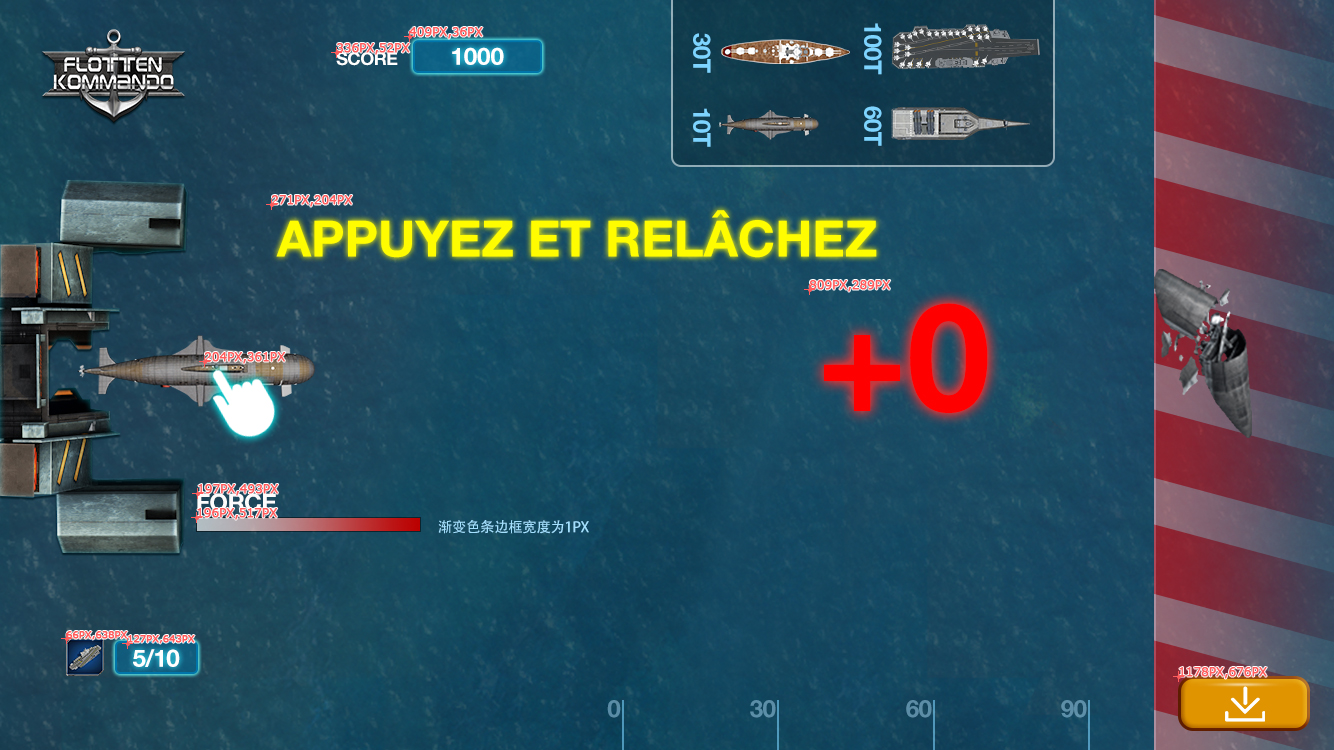 FLOTTEN
KOMMANDO
409PX,36PX
336PX,52PX
SCORE
1000
30T
100T
10T
60T
271PX,204PX
APPUYEZ ET RELÂCHEZ
809PX,289PX
+0
204PX,361PX
197PX,493PX
FORCE
196PX,517PX
渐变色条边框宽度为1PX
66PX,638PX
127PX,643PX
5/10
1178PX,676PX
0
30
60
90